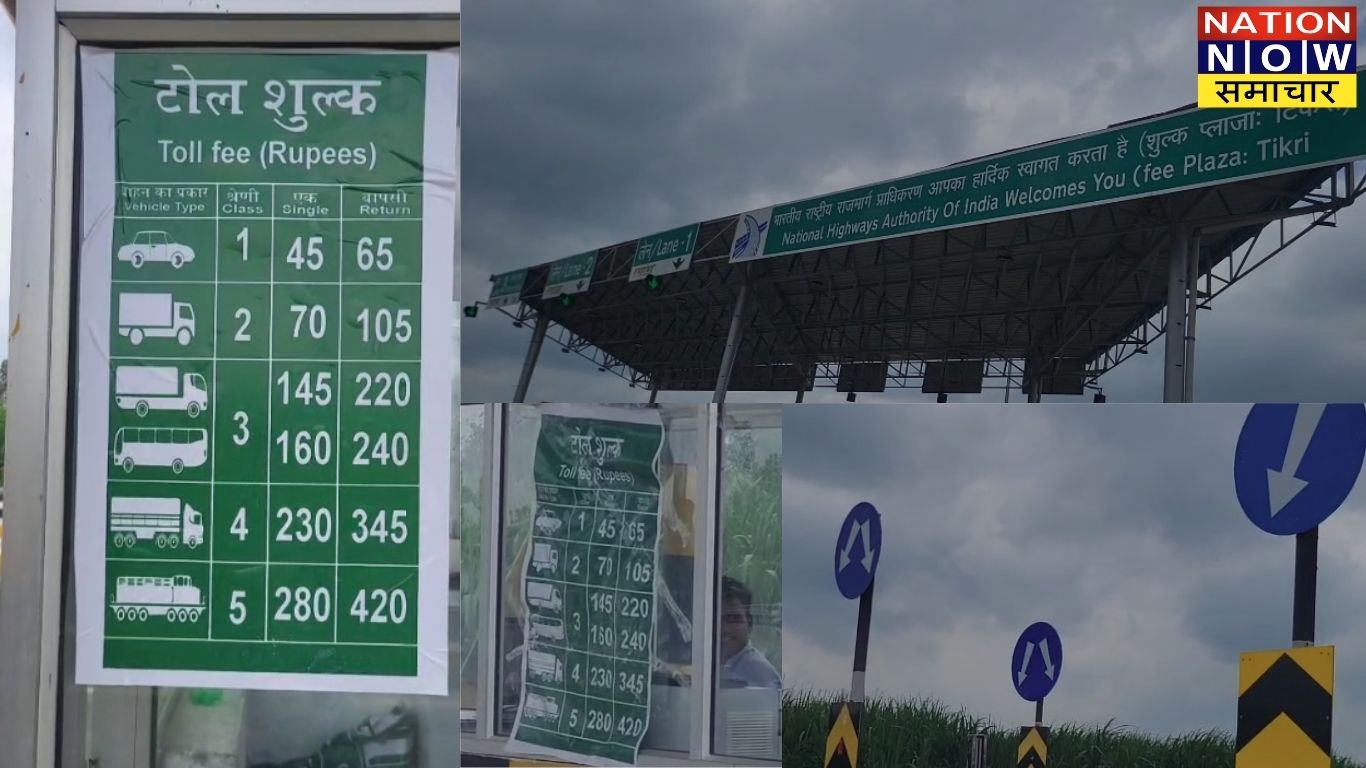 टोल शुल्क
Toll fee (Rupees)
वाहन का प्रकार श्रेणी एक वापसी
Vehicle Type Class Single Return
1 45 65
2 70 105
3 145 220
160 240
4 230 345
5 280 420
NATION
NOW
समाचार
भारतीय राष्ट्रीय राजमार्ग प्राधिकरण आपका हार्दिक स्वागत करता है (शुल्क प्लाजा:
National Highways Authority Of India Welcomes You (fee Plaza: Tikri
लेन/Lane-1
लेन/Lane-2
टोल शुल्क
Toll fee (Rupees)
1 45 65
2 70 105
3 145 220
160 240
4 230 345
5 280 420